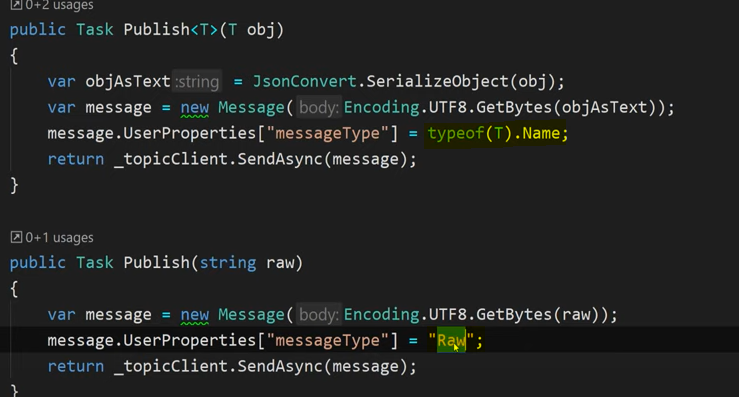 0+2 usages
public Task Publish<T>(T obj)
{
var objAsText :string = JsonConvert.SerializeObject(obj);
var message = new Message( body: Encoding.UTF8.GetBytes(objAsText));
message.UserProperties["messageType"] = typeof(T).Name;
return _topicClient.SendAsync(message);
}
0+1 usages
public Task Publish(string raw)
{
var message = new Message( body: Encoding.UTF8.GetBytes(raw));
message.UserProperties["messageType"] = "Raw";
return _topicClient.SendAsync(message);
}